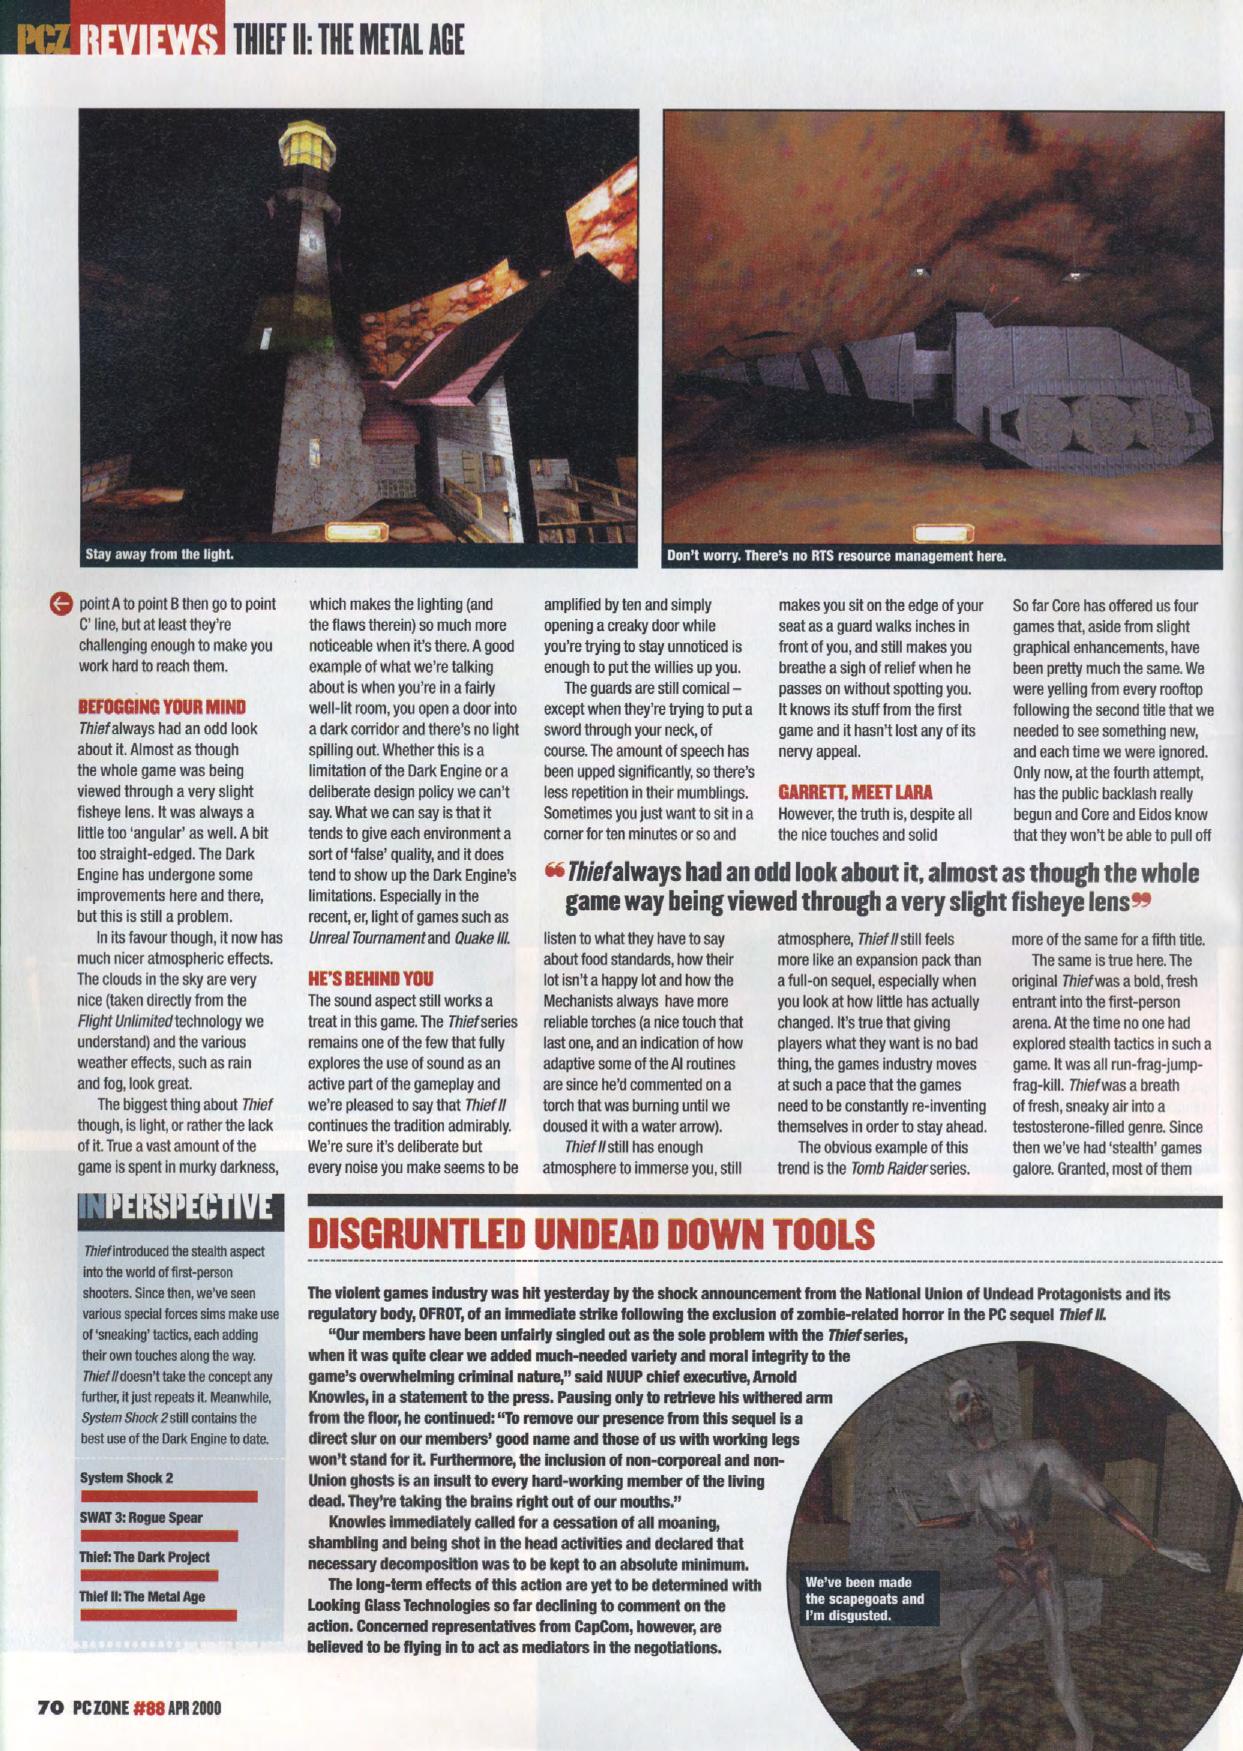 PCZ REVIEWS THIEF II: THE METAL AGE
Stay away from the light.
Don't worry. There's no RTS resource management here.
point A to point B then go to point
C' line, but at least they're
challenging enough to make you
work hard to reach them.
BEFOGGING YOUR MIND
Thief always had an odd look
about it. Almost as though
the whole game was being
viewed through a very slight
fisheye lens. It was always a
little too 'angular' as well. A bit
too straight-edged. The Dark
Engine has undergone some
improvements here and there,
but this is still a problem.
In its favour though, it now has
much nicer atmospheric effects.
The clouds in the sky are very
nice (taken directly from the
Flight Unlimited technology we
understand) and the various
weather effects, such as rain
and fog, look great.
The biggest thing about Thief
though, is light, or rather the lack
of it. True a vast amount of the
game is spent in murky darkness,
which makes the lighting (and
the flaws therein) so much more
noticeable when it's there. A good
example of what we're talking
about is when you're in a fairly
well-lit room, you open a door into
a dark corridor and there's no light
spilling out. Whether this is a
limitation of the Dark Engine or a
deliberate design policy we can't
say. What we can say is that it
tends to give each environment a
sort of 'false' quality, and it does
tend to show up the Dark Engine's
limitations. Especially in the
recent, er, light of games such as
Unreal Tournament and Quake III.
HE'S BEHIND YOU
The sound aspect still works a
treat in this game. The Thief series
remains one of the few that fully
explores the use of sound as an
active part of the gameplay and
we're pleased to say that Thief II
continues the tradition admirably.
We're sure it's deliberate but
every noise you make seems to be
amplified by ten and simply
opening a creaky door while
you're trying to stay unnoticed is
enough to put the willies up you.
The guards are still comical –
except when they're trying to put a
sword through your neck, of
course. The amount of speech has
been upped significantly, so there's
less repetition in their mumblings.
Sometimes you just want to sit in a
corner for ten minutes or so and
listen to what they have to say
about food standards, how their
lot isn't a happy lot and how the
Mechanists always have more
reliable torches (a nice touch that
last one, and an indication of how
adaptive some of the AI routines
are since he'd commented on a
torch that was burning until we
doused it with a water arrow).
Thief II still has enough
atmosphere to immerse you, still
makes you sit on the edge of your
seat as a guard walks inches in
front of you, and still makes you
breathe a sigh of relief when he
passes on without spotting you.
It knows its stuff from the first
game and it hasn't lost any of its
nervy appeal.
GARRETT, MEET LARA
However, the truth is, despite all
the nice touches and solid
atmosphere, Thief II still feels
more like an expansion pack than
a full-on sequel, especially when
you look at how little has actually
changed. It's true that giving
players what they want is no bad
thing, the games industry moves
at such a pace that the games
need to be constantly re-inventing
themselves in order to stay ahead.
The obvious example of this
trend is the Tomb Raider series.
So far Core has offered us four
games that, aside from slight
graphical enhancements, have
been pretty much the same. We
were yelling from every rooftop
following the second title that we
needed to see something new,
and each time we were ignored.
Only now, at the fourth attempt,
has the public backlash really
begun and Core and Eidos know
that they won't be able to pull off
more of the same for a fifth title.
The same is true here. The
original Thief was a bold, fresh
entrant into the first-person
arena. At the time no one had
explored stealth tactics in such a
game. It was all run-frag-jump-
frag-kill. Thief was a breath
of fresh, sneaky air into a
testosterone-filled genre. Since
then we've had 'stealth' games
galore. Granted, most of them
“Thief always had an odd look about it, almost as though the whole
game way being viewed through a very slight fisheye lens”
INPERSPECTIVE
Thief introduced the stealth aspect
into the world of first-person
shooters. Since then, we've seen
various special forces sims make use
of 'sneaking' tactics, each adding
their own touches along the way.
Thief II doesn't take the concept any
further, it just repeats it. Meanwhile,
System Shock 2 still contains the
best use of the Dark Engine to date.
System Shock 2
SWAT 3: Rogue Spear
Thief: The Dark Project
Thief II: The Metal Age
DISGRUNTLED UNDEAD DOWN TOOLS
The violent games industry was hit yesterday by the shock announcement from the National Union of Undead Protagonists and its
regulatory body, OFROT, of an immediate strike following the exclusion of zombie-related horror in the PC sequel Thief II.
“Our members have been unfairly singled out as the sole problem with the Thief series,
when it was quite clear we added much-needed variety and moral integrity to the
game's overwhelming criminal nature,” said NUUP chief executive, Arnold
Knowles, in a statement to the press. Pausing only to retrieve his withered arm
from the floor, he continued: “To remove our presence from this sequel is a
direct slur on our members' good name and those of us with working legs
won't stand for it. Furthermore, the inclusion of non-corporeal and non-
Union ghosts is an insult to every hard-working member of the living
dead. They're taking the brains right out of our mouths.”
Knowles immediately called for a cessation of all moaning,
shambling and being shot in the head activities and declared that
necessary decomposition was to be kept to an absolute minimum.
The long-term effects of this action are yet to be determined with
Looking Glass Technologies so far declining to comment on the
action. Concerned representatives from CapCom, however, are
believed to be flying in to act as mediators in the negotiations.
We've been made
the scapegoats and
I'm disgusted.
70 PC ZONE #88 APR 2000